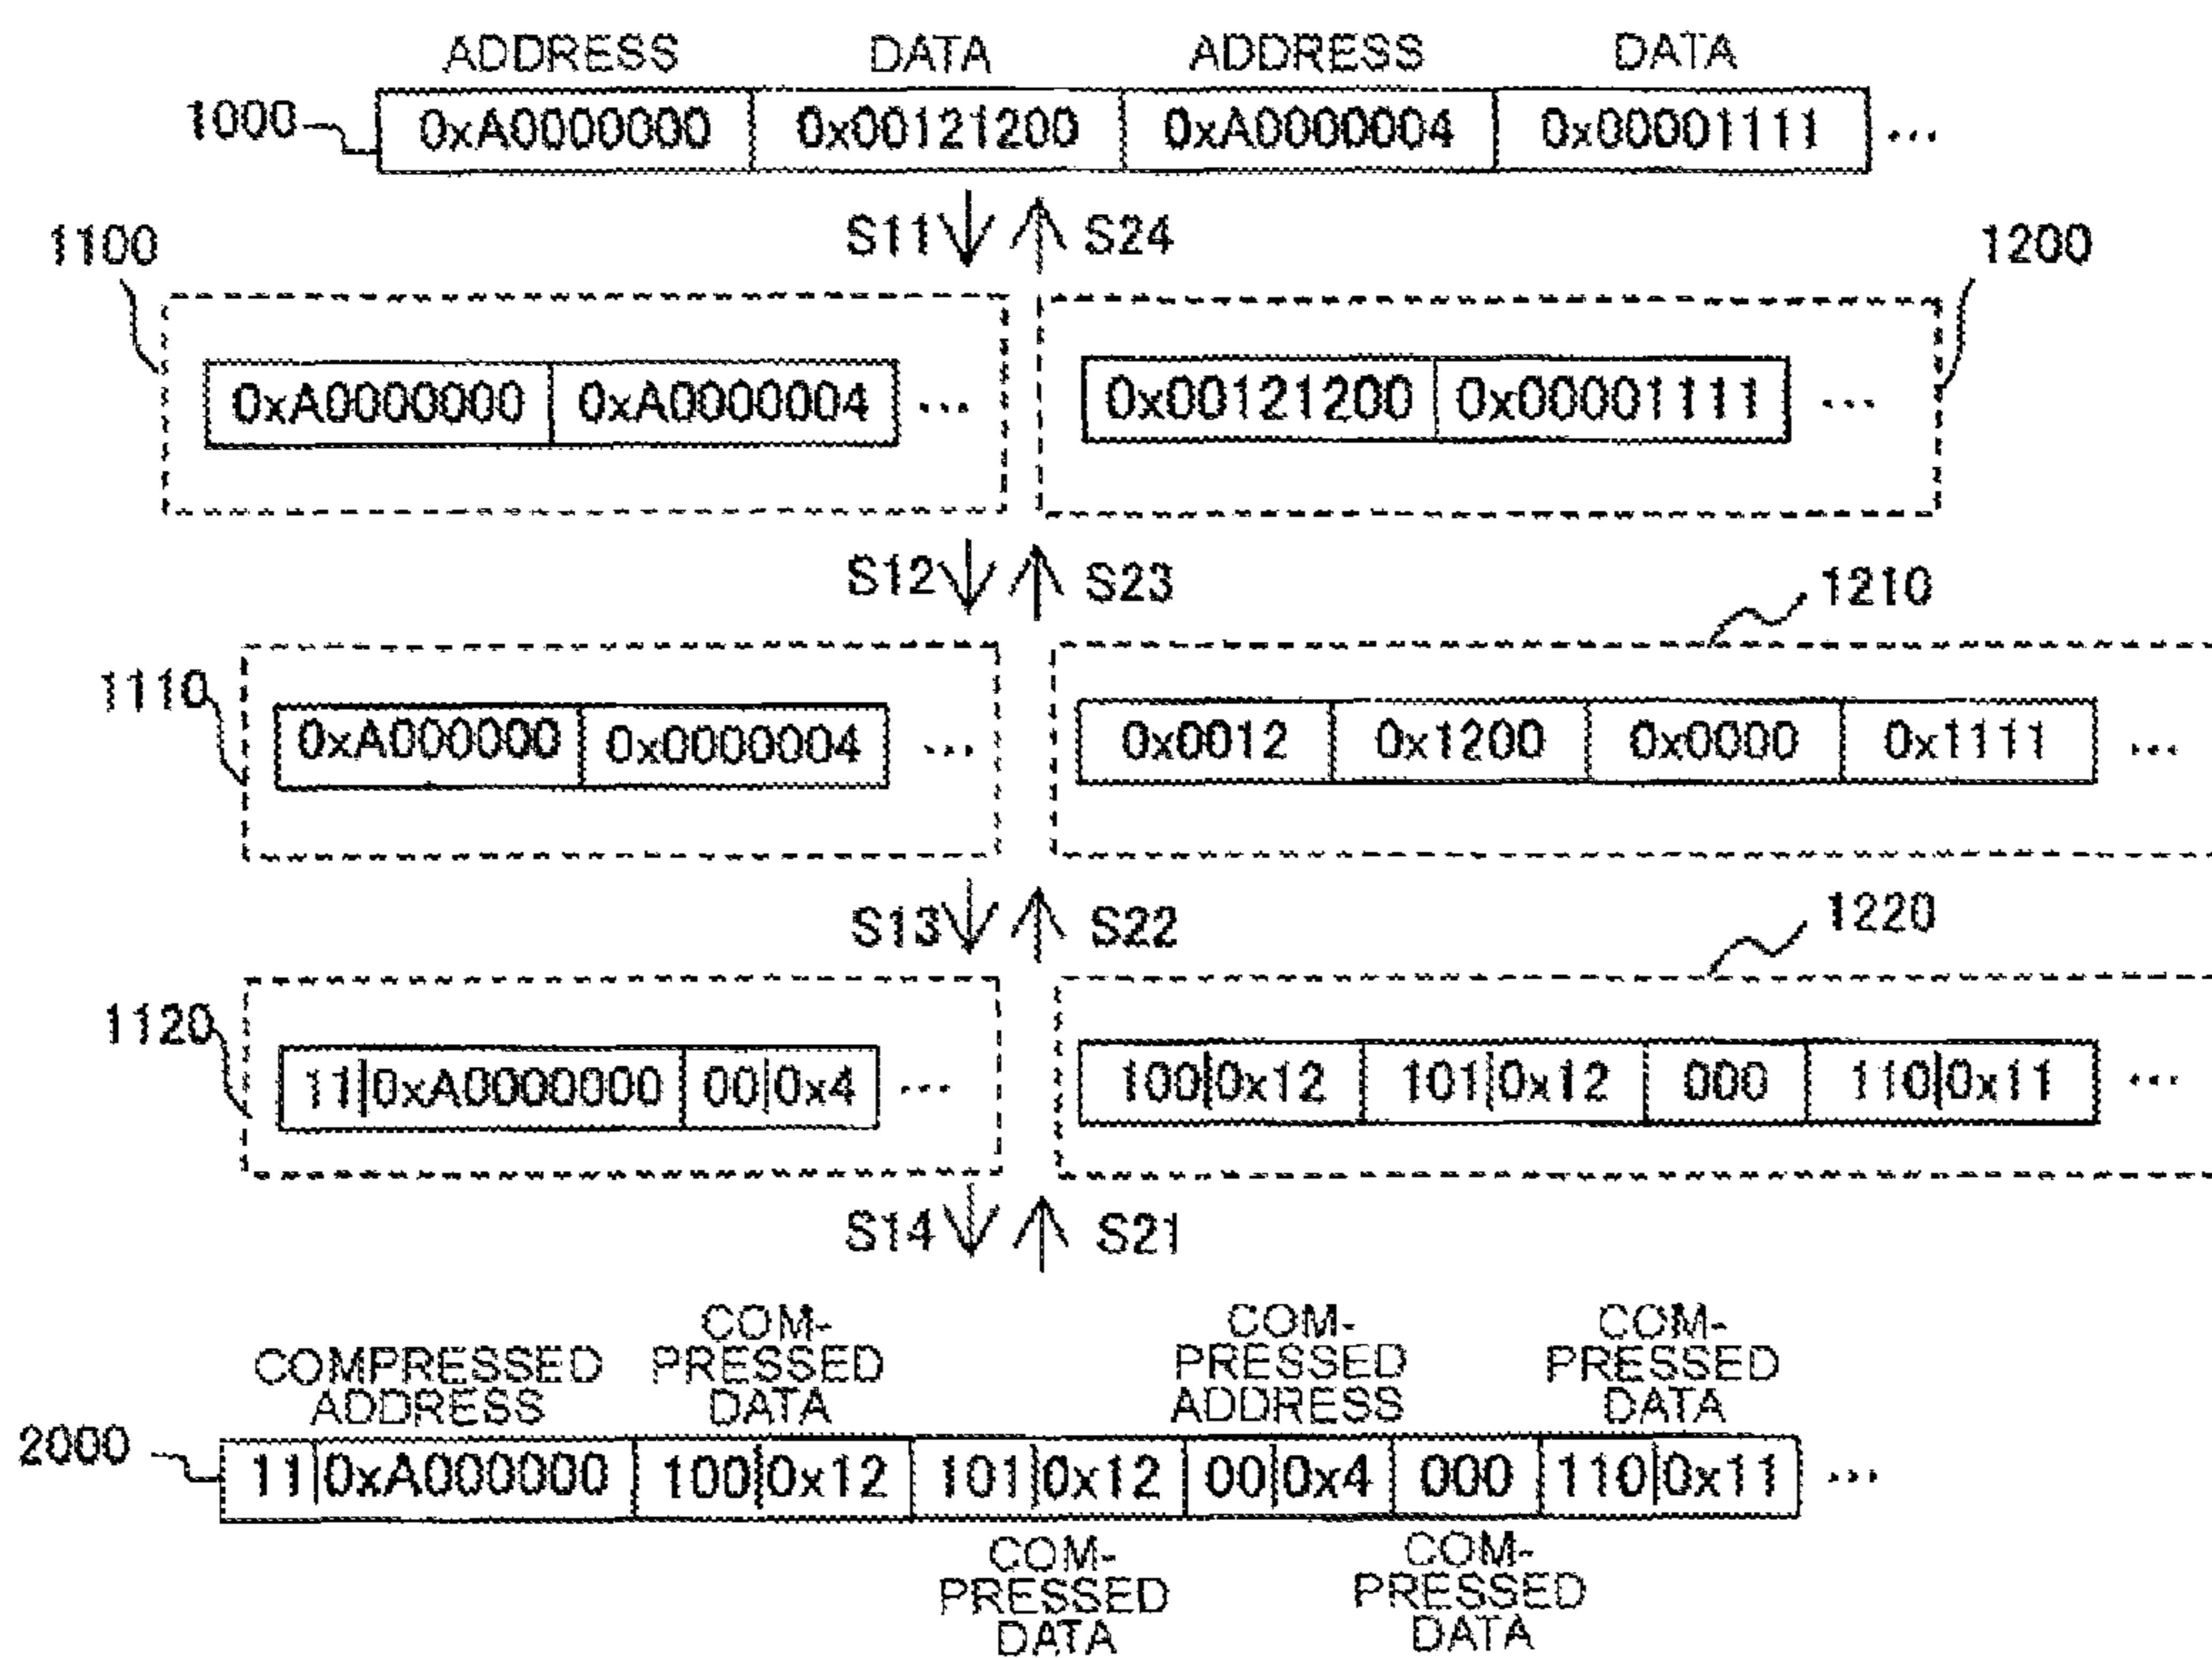 ADDRESS DATA ADDRESS DATA
1000 0xA0000000 0x00121200 0xA0000004 0x00001111 ...
S11 S24
1100 1200
0xA0000000 0xA0000004 ... 0x00121200 0x00001111 ...
S12 S23
1210
1110 0xA000000 0x0000004 ... 0x0012 0x1200 0x0000 0x1111 ...
S13 S22
1220
1120 11|0xA0000000 00|0x4 ... 100|0x12 101|0x12 000 110|0x11 ...
S14 S21
COMPRESSED ADDRESS
COM-
PRESSED
DATA
COM-
PRESSED
ADDRESS
COM-
PRESSED
DATA
2000 11|0xA000000 100|0x12 101|0x12 00|0x4 000 110|0x11 ...
COM-
PRESSED
DATA
COM-
PRESSED
DATA